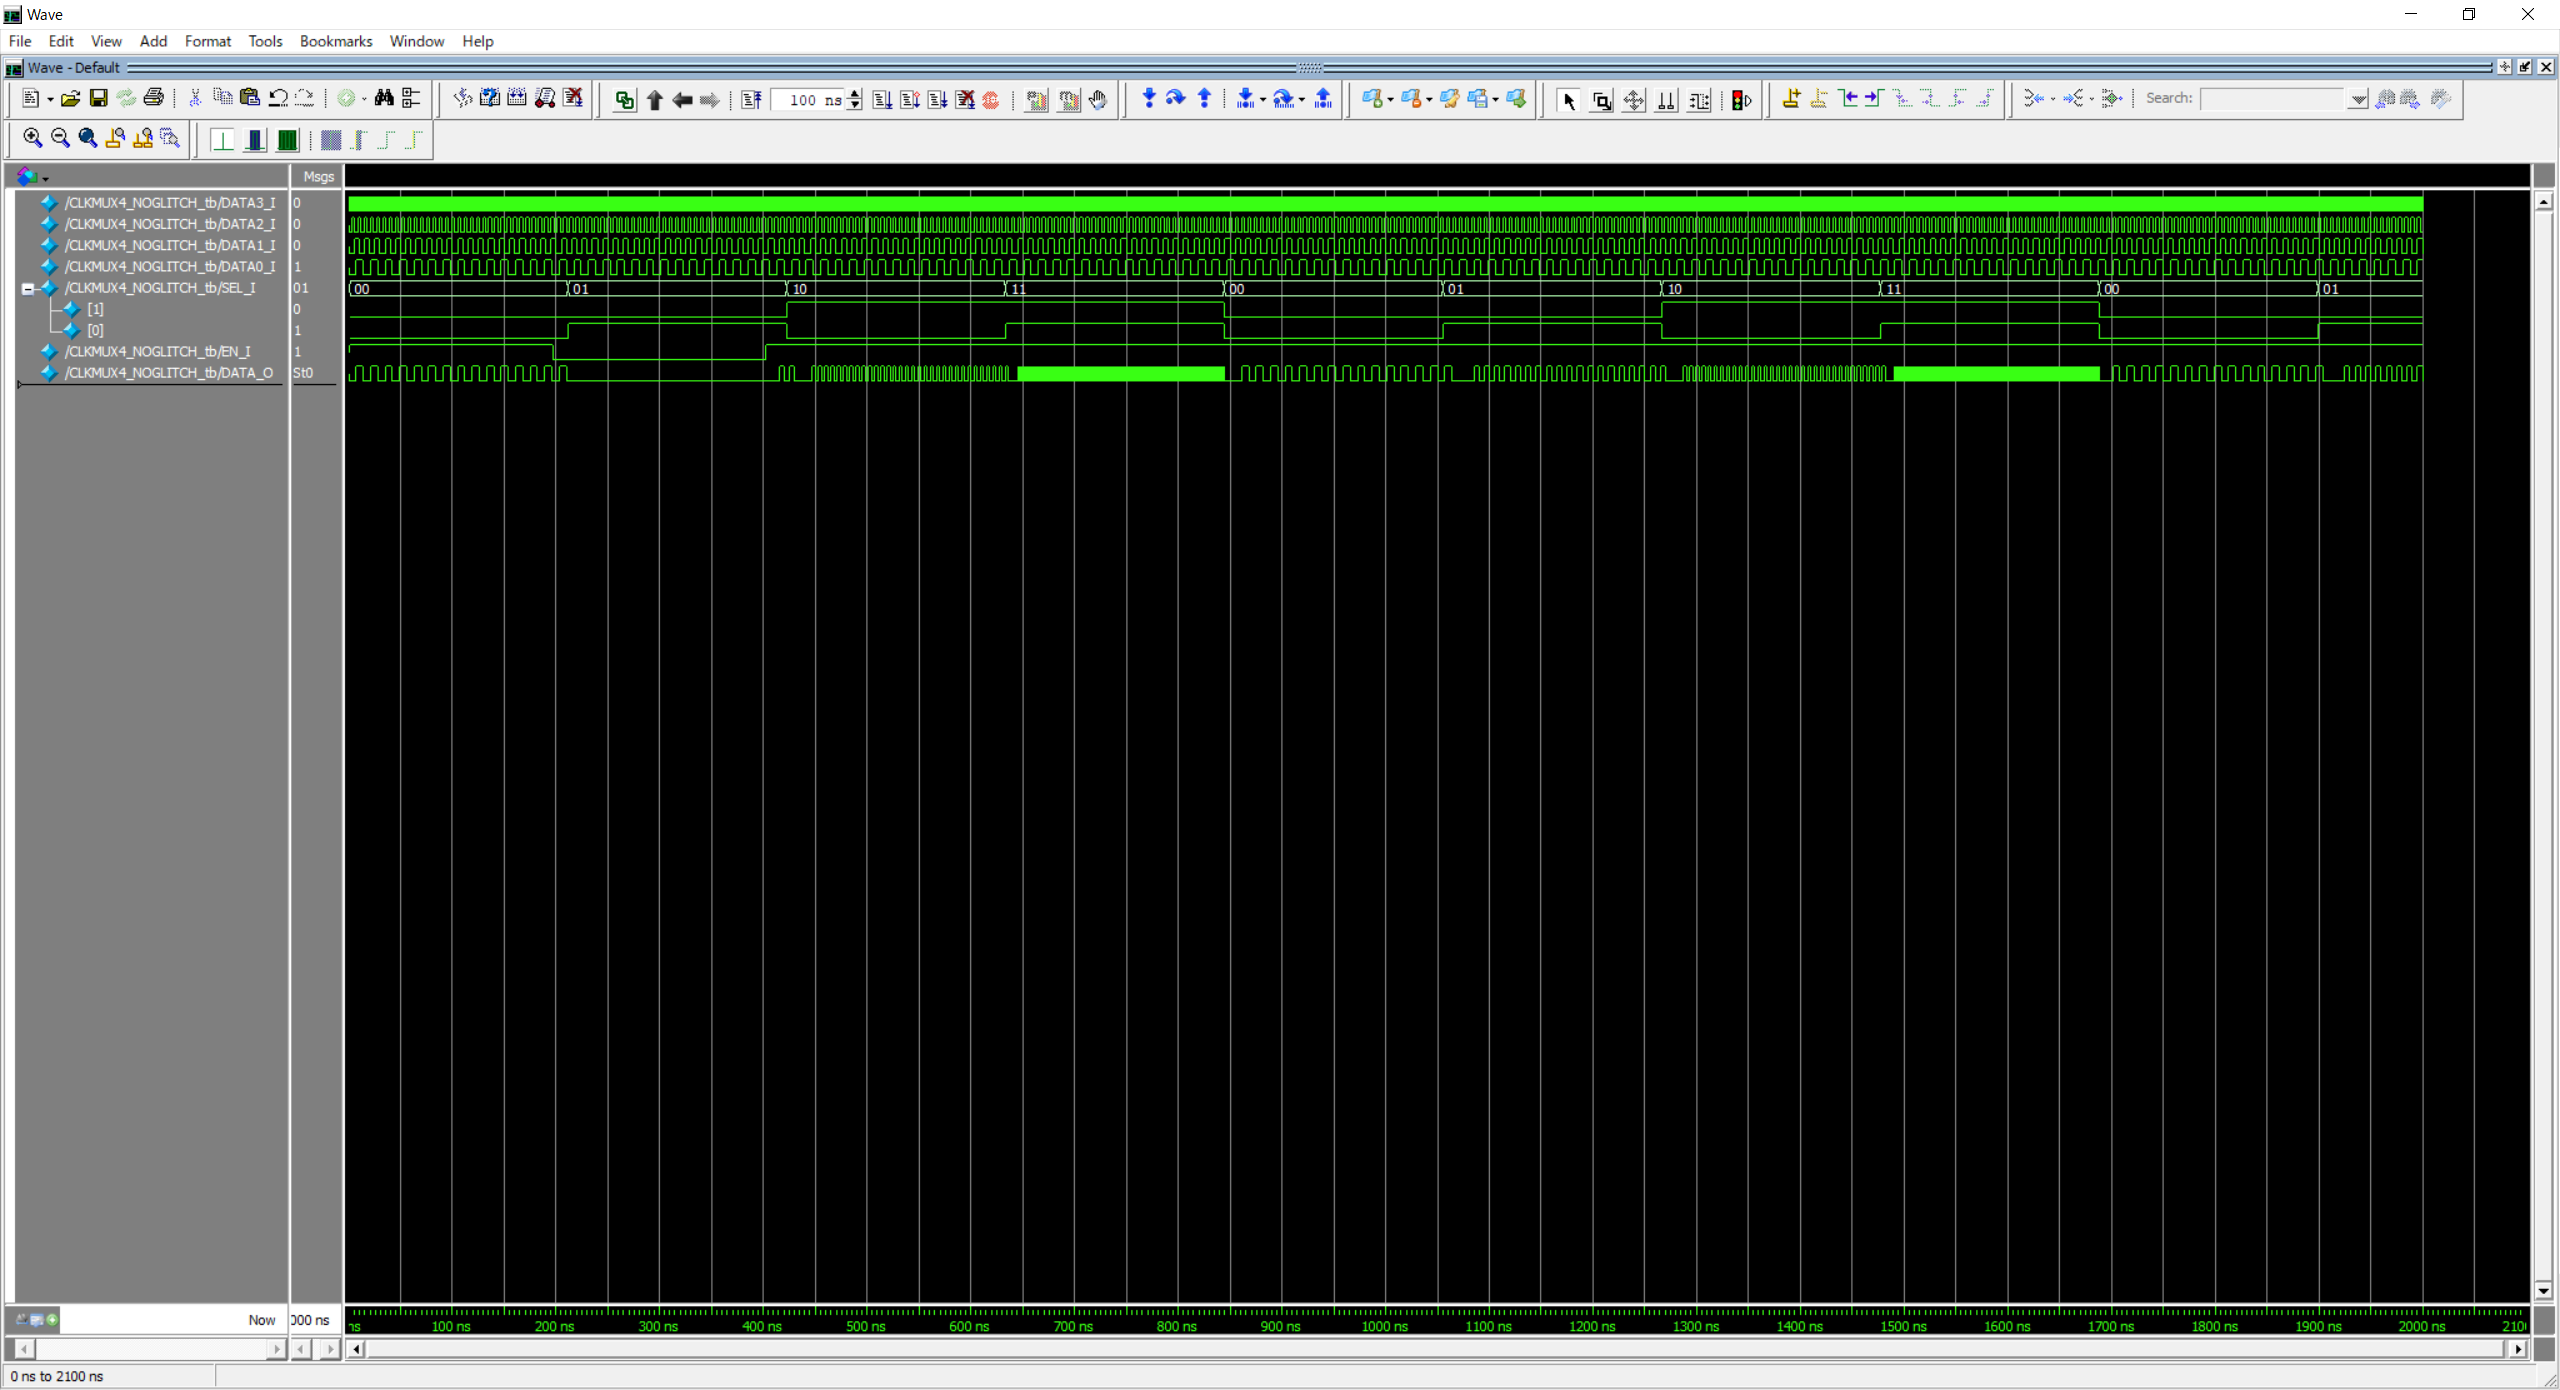 Wave
File Edit View Add Format Tools Bookmarks Window Help
Wave - Default
100 ns
Search:
Msgs
/CLKMUX4_NOGLITCH_tb/DATA3_I 0
/CLKMUX4_NOGLITCH_tb/DATA2_I 0
/CLKMUX4_NOGLITCH_tb/DATA1_I 0
/CLKMUX4_NOGLITCH_tb/DATA0_I 1
/CLKMUX4_NOGLITCH_tb/SEL_I 01 00 01 10 11 00 01 10 11 00 01
[1] 0
[0] 1
/CLKMUX4_NOGLITCH_tb/EN_I 1
/CLKMUX4_NOGLITCH_tb/DATA_O St0
Now 000 ns
ns 100 ns 200 ns 300 ns 400 ns 500 ns 600 ns 700 ns 800 ns 900 ns 1000 ns 1100 ns 1200 ns 1300 ns 1400 ns 1500 ns 1600 ns 1700 ns 1800 ns 1900 ns 2000 ns 210
0 ns to 2100 ns